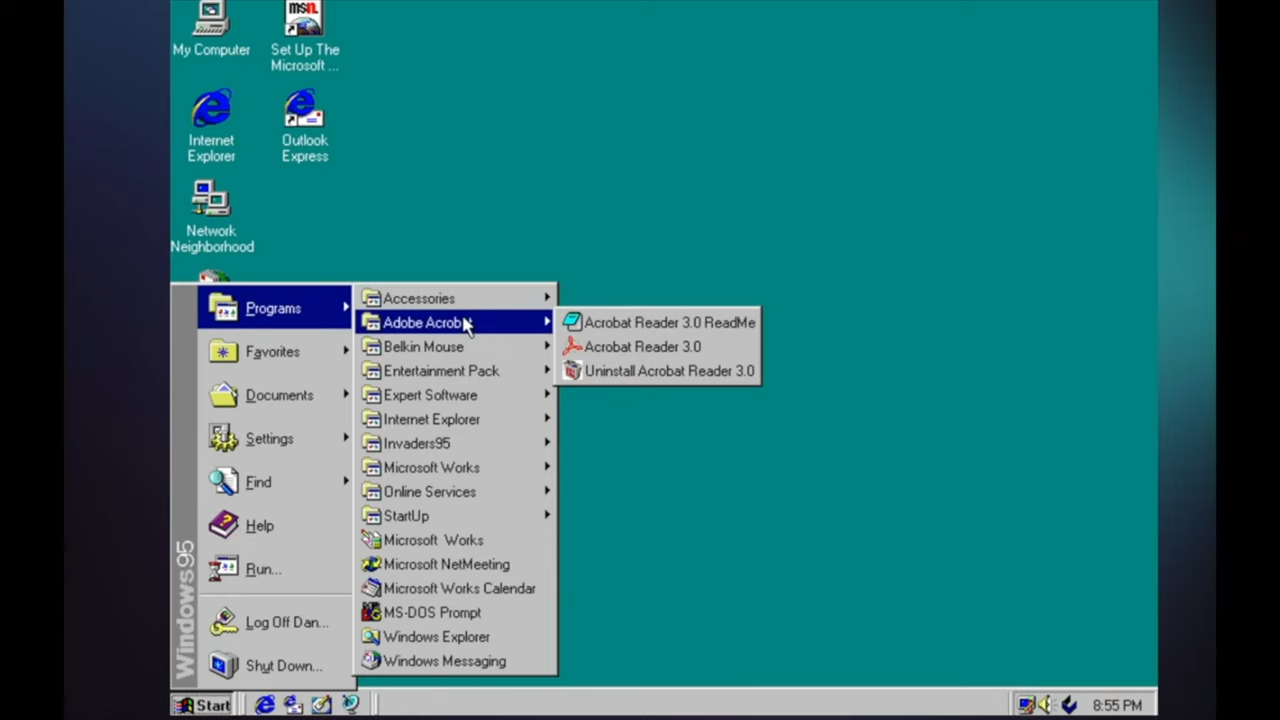 My Computer
msn
Set Up The
Microsoft ...
Internet
Explorer
Outlook
Express
Network
Neighborhood
Programs
Favorites
Documents
Settings
Find
Help
Run...
Log Off Dan...
Shut Down...
Windows95
Accessories
Adobe Acrobat
Belkin Mouse
Entertainment Pack
Expert Software
Internet Explorer
Invaders95
Microsoft Works
Online Services
StartUp
Microsoft Works
Microsoft NetMeeting
Microsoft Works Calendar
MS-DOS Prompt
Windows Explorer
Windows Messaging
Acrobat Reader 3.0 ReadMe
Acrobat Reader 3.0
Uninstall Acrobat Reader 3.0
Start
8:55 PM